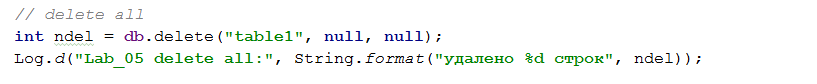 // delete all
int ndel = db.delete("table1", null, null);
Log.d("Lab_05 delete all:", String.format("удалено %d строк", ndel));